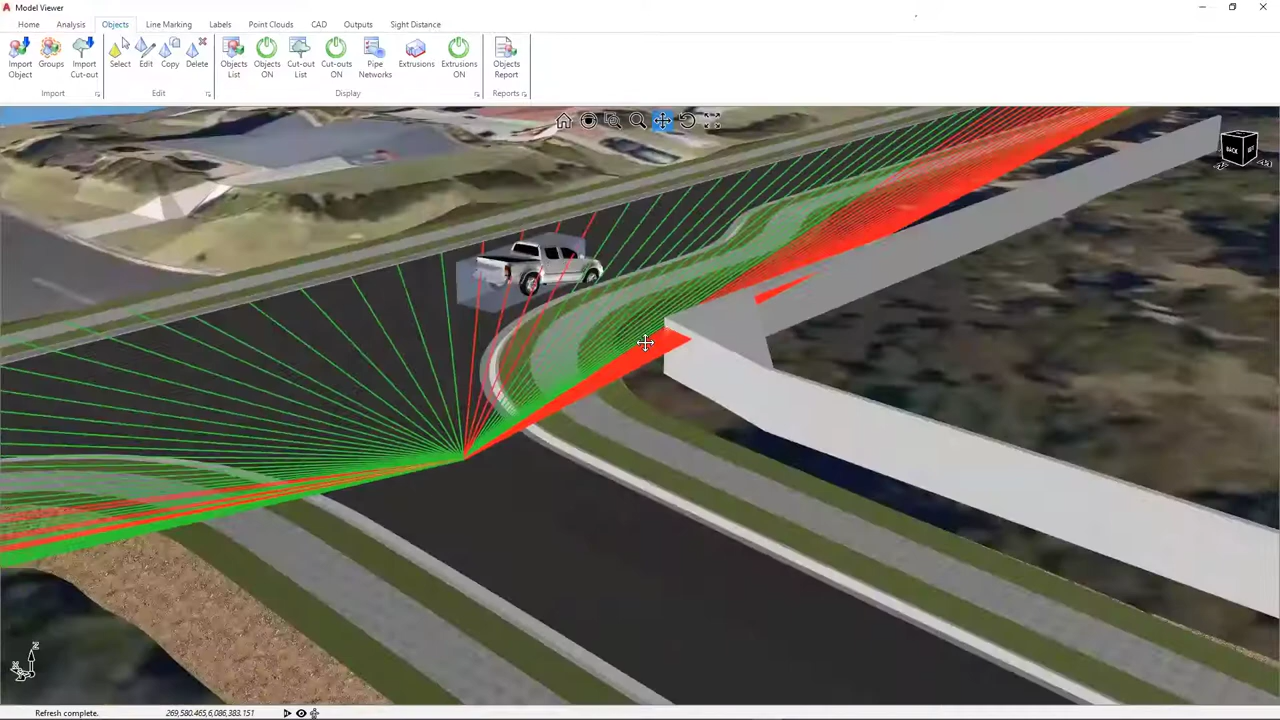 Model Viewer
Home Analysis Objects Line Marking Labels Point Clouds CAD Outputs Sight Distance
Import Object Groups Import Cut-out Select Edit Copy Delete Objects List Objects ON Cut-out List Cut-outs ON Pipe Networks Extrusions Extrusions ON Objects Report
Import Edit Display Reports
BACK
Refresh complete. 269,580.465,6,086,383.151